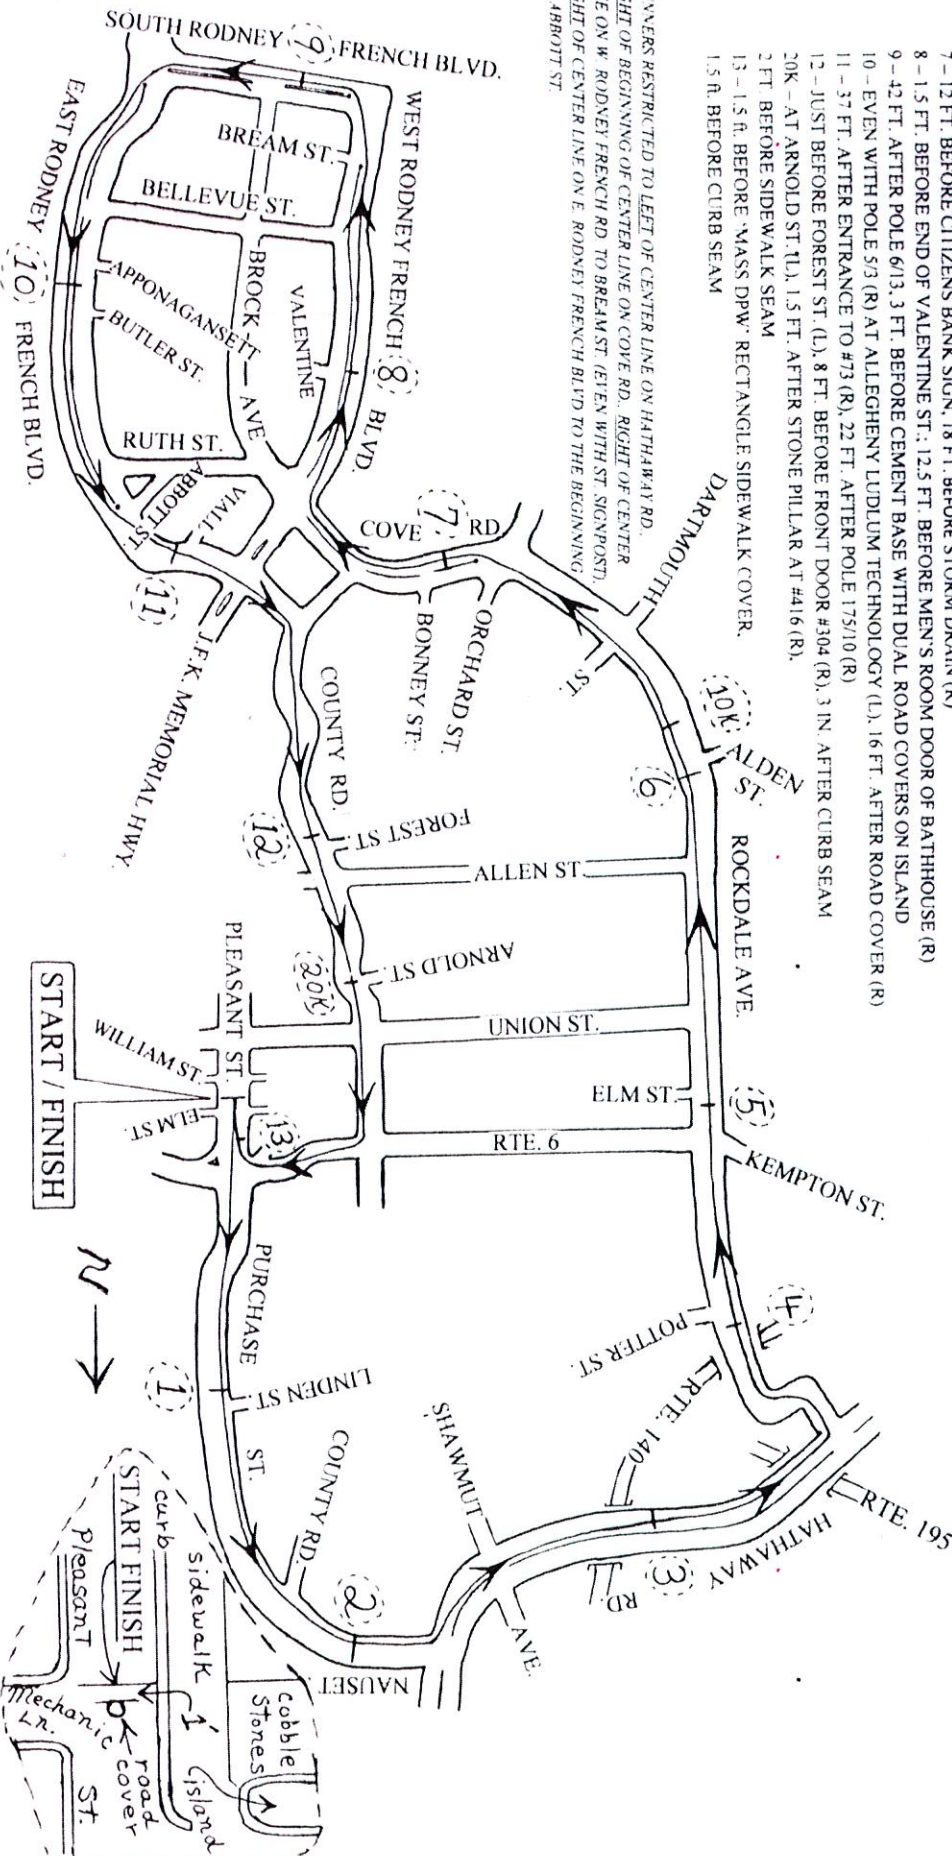 7 – 12 FT. BEFORE CITIZENS BANK SIGN, 18 FT. BEFORE STORM DRAIN (R)
8 – 1.5 FT. BEFORE END OF VALENTINE ST.; 12.5 FT. BEFORE MEN'S ROOM DOOR OF BATHHOUSE (R)
9 – 42 FT. AFTER POLE 6/13, 3 FT. BEFORE CEMENT BASE WITH DUAL ROAD COVERS ON ISLAND
10 – EVEN WITH POLE 5/3 (R) AT ALLEGHENY LUDLUM TECHNOLOGY (L), 16 FT. AFTER ROAD COVER (R)
11 – 37 FT. AFTER ENTRANCE TO #73 (R), 22 FT. AFTER POLE 175/10 (R)
12 – JUST BEFORE FOREST ST. (L), 8 FT. BEFORE FRONT DOOR #304 (R), 3 IN. AFTER CURB SEAM
20K – AT ARNOLD ST. (L), 1.5 FT. AFTER STONE PILLAR AT #416 (R),
2 FT. BEFORE SIDEWALK SEAM
13 – 1.5 ft. BEFORE 'MASS DPW' RECTANGLE SIDEWALK COVER,
1.5 ft. BEFORE CURB SEAM
NNERS RESTRICTED TO LEFT OF CENTER LINE ON HATHAWAY RD.
GHT OF BEGINNING OF CENTER LINE ON COVE RD., RIGHT OF CENTER
E ON W. RODNEY FRENCH RD. TO BREAM ST. (EVEN WITH ST. SIGNPOST),
GHT OF CENTER LINE ON E. RODNEY FRENCH BLVD TO THE BEGINNING
ABBOTT ST.
SOUTH RODNEY 9 FRENCH BLVD.
WEST RODNEY FRENCH 8 BLVD
EAST RODNEY 10 FRENCH BLVD.
BREAM ST.
BELLEVUE ST.
BROCK AVE
VALENTINE
APPONAGANSETT
BUTLER ST.
RUTH ST.
ABBOTT ST.
VIALL
11
J.F.K. MEMORIAL HWY.
COVE 7 RD
ORCHARD ST.
BONNEY ST.
DARTMOUTH
ST.
10K
ALDEN
ST.
6
COUNTY RD.
12
FOREST ST.
ALLEN ST.
ROCKDALE AVE.
ARNOLD ST.
20K
PLEASANT ST.
UNION ST.
WILLIAM ST.
ELM ST.
ELM ST.
5
13
RTE. 6
KEMPTON ST.
START / FINISH
N
PURCHASE
ST.
1
LINDEN ST.
4
POTTER ST.
RTE. 140
COUNTY RD.
SHAWMUT
AVE.
2
NAUSET
3
HATHAWAY
RD
RTE. 195
START FINISH
curb
sidewalk
Pleasant
St.
Mechanic
Ln.
road
cover
1'
island
cobble
stones